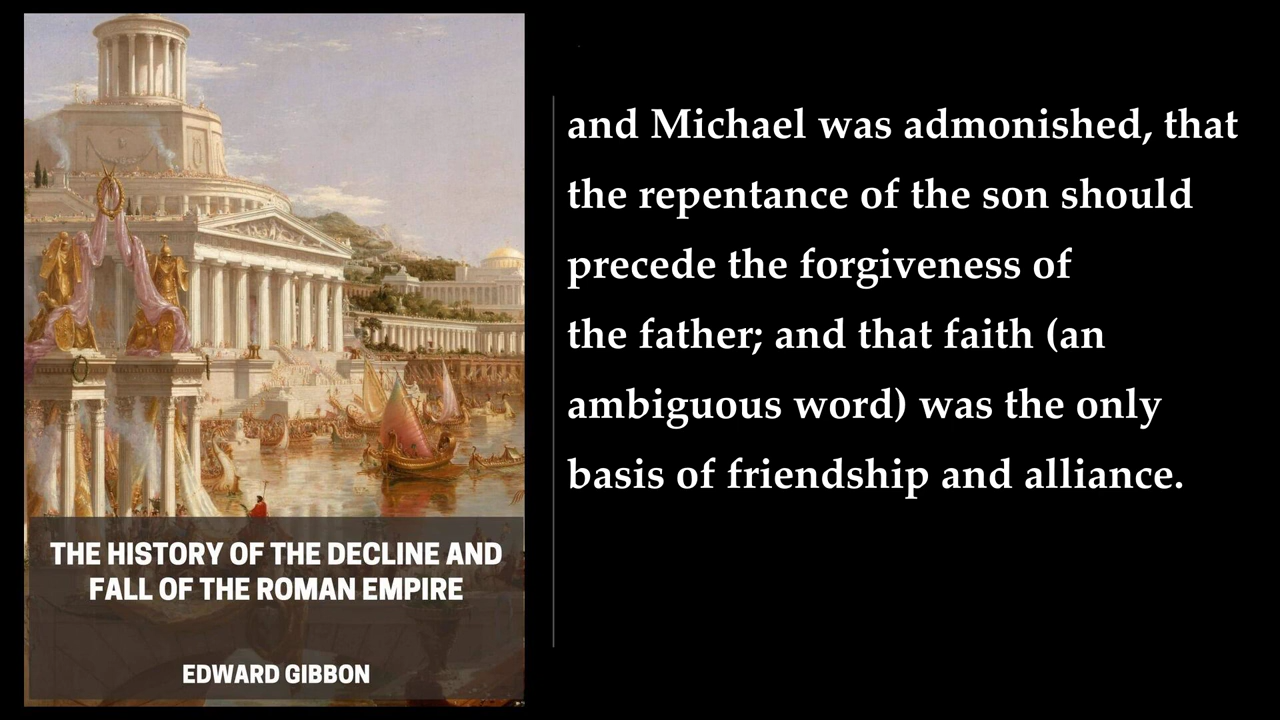 THE HISTORY OF THE DECLINE AND
FALL OF THE ROMAN EMPIRE
EDWARD GIBBON
and Michael was admonished, that
the repentance of the son should
precede the forgiveness of
the father; and that faith (an
ambiguous word) was the only
basis of friendship and alliance.